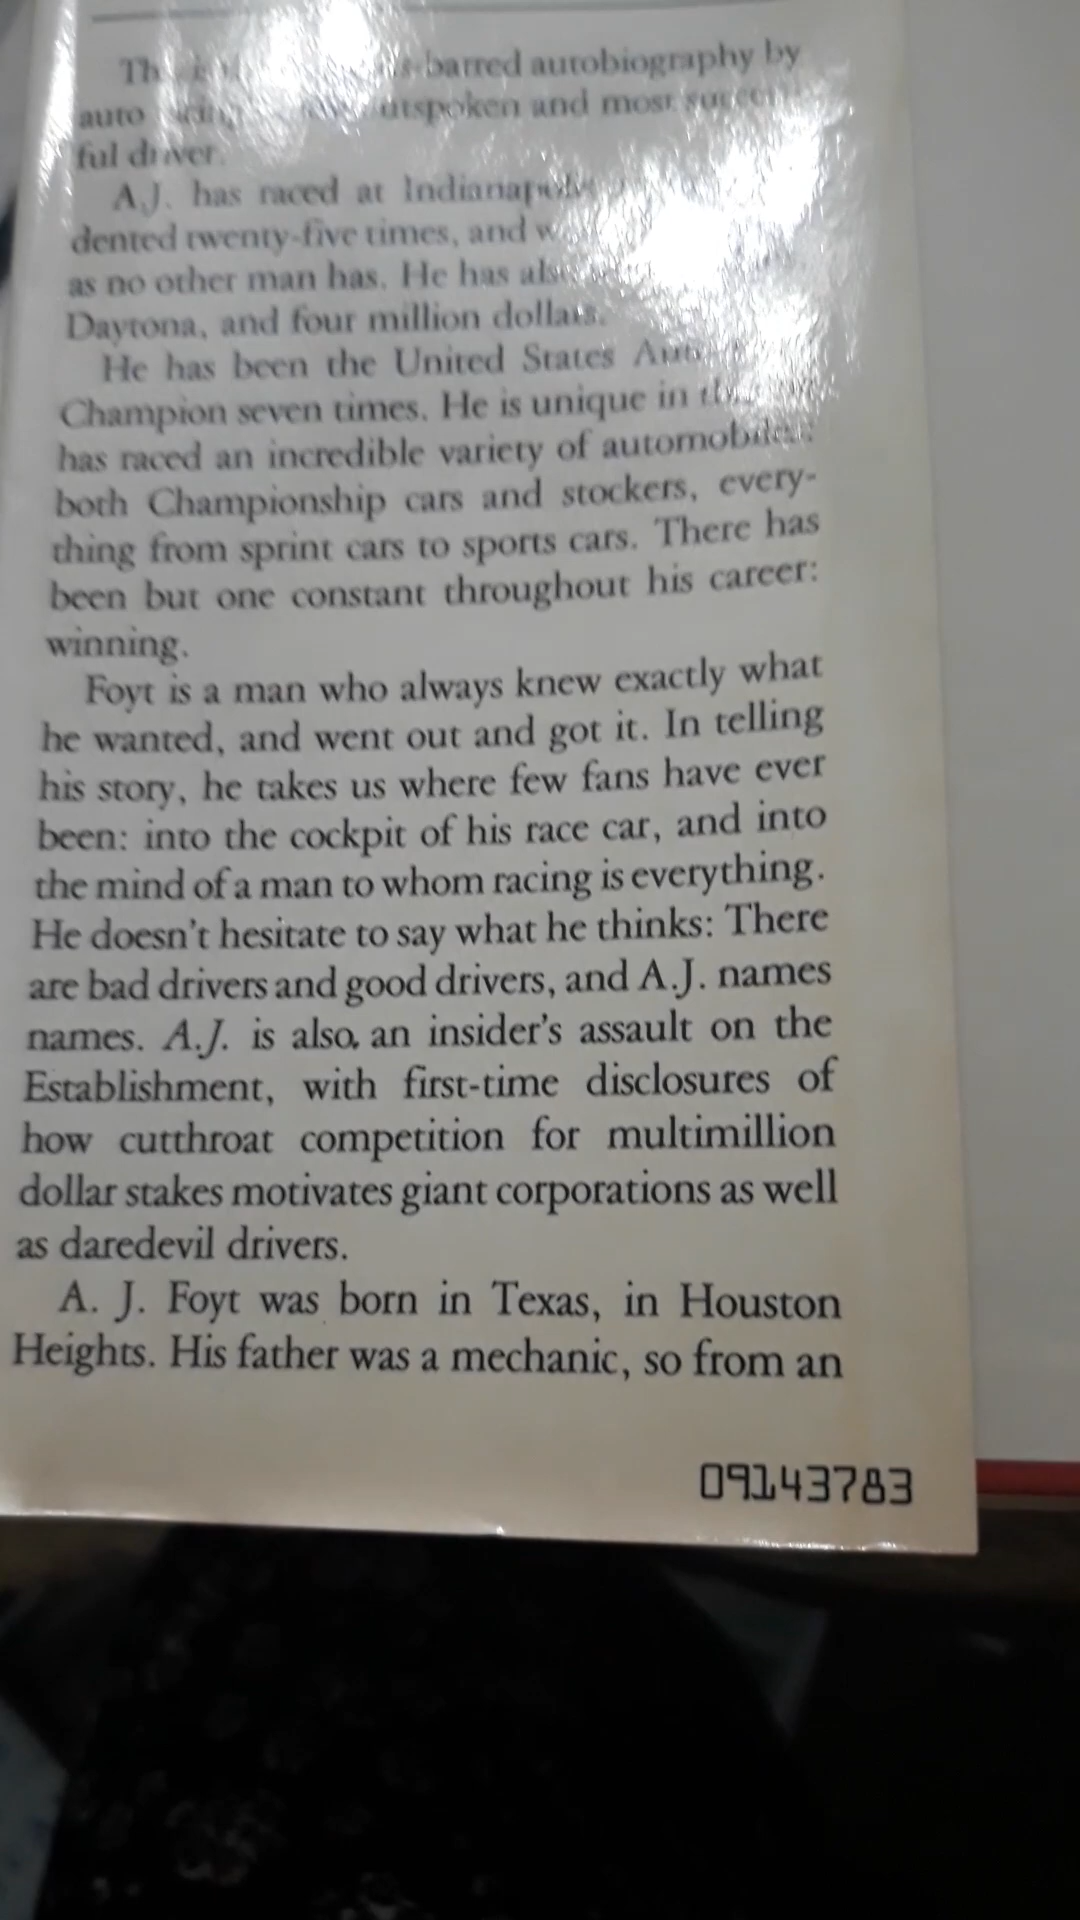 barred autobiography by
auto outspoken and most
ful driver.
A.J. has raced at
dented twenty-five times, and
as no other man has. He has also
Daytona, and four million dollars.
He has been the United States
Champion seven times. He is unique in
has raced an incredible variety of automobiles:
both Championship cars and stockers, every-
thing from sprint cars to sports cars. There has
been but one constant throughout his career:
winning.
Foyt is a man who always knew exactly what
he wanted, and went out and got it. In telling
his story, he takes us where few fans have ever
been: into the cockpit of his race car, and into
the mind of a man to whom racing is everything.
He doesn't hesitate to say what he thinks: There
are bad drivers and good drivers, and A.J. names
names. A.J. is also an insider's assault on the
Establishment, with first-time disclosures of
how cutthroat competition for multimillion
dollar stakes motivates giant corporations as well
as daredevil drivers.
A. J. Foyt was born in Texas, in Houston
Heights. His father was a mechanic, so from an
09143783